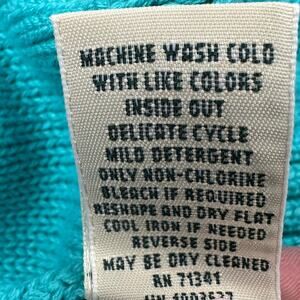 MACHINE WASH COLD
WITH LIKE COLORS
INSIDE OUT
DELICATE CYCLE
MILD DETERGENT
ONLY NON-CHLORINE
BLEACH IF REQUIRED
RESHAPE AND DRY FLAT
COOL IRON IF NEEDED
REVERSE SIDE
MAY BE DRY CLEANED
RN 71341